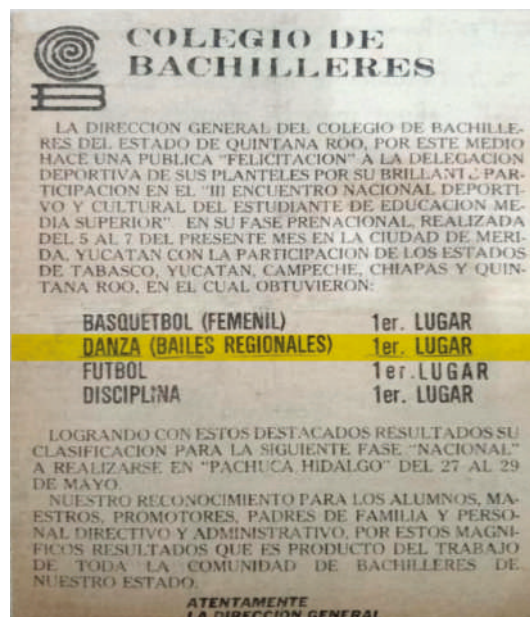 COLEGIO DE
BACHILLERES
LA DIRECCION GENERAL DEL COLEGIO DE BACHILLE-
RES DEL ESTADO DE QUINTANA ROO, POR ESTE MEDIO
HACE UNA PUBLICA "FELICITACION" A LA DELEGACION
DEPORTIVA DE SUS PLANTELES POR SU BRILLANTE PAR-
TICIPACION EN EL "III ENCUENTRO NACIONAL DEPORTI-
VO Y CULTURAL DEL ESTUDIANTE DE EDUCACION ME-
DIA SUPERIOR" EN SU FASE PRENACIONAL, REALIZADA
DEL 5 AL 7 DEL PRESENTE MES EN LA CIUDAD DE MERI-
DA, YUCATAN CON LA PARTICIPACION DE LOS ESTADOS
DE TABASCO, YUCATAN, CAMPECHE, CHIAPAS Y QUIN-
TANA ROO, EN EL CUAL OBTUVIERON:
BASQUETBOL (FEMENIL) 1er. LUGAR
DANZA (BAILES REGIONALES) 1er. LUGAR
FUTBOL 1er. LUGAR
DISCIPLINA 1er. LUGAR
LOGRANDO CON ESTOS DESTACADOS RESULTADOS SU
CLASIFICACION PARA LA SIGUIENTE FASE "NACIONAL"
A REALIZARSE EN "PACHUCA, HIDALGO" DEL 27 AL 29
DE MAYO.
NUESTRO RECONOCIMIENTO PARA LOS ALUMNOS, MA-
ESTROS, PROMOTORES, PADRES DE FAMILIA Y PERSO-
NAL DIRECTIVO Y ADMINISTRATIVO, POR ESTOS MAGNI-
FICOS RESULTADOS QUE ES PRODUCTO DEL TRABAJO
DE TODA LA COMUNIDAD DE BACHILLERES DE
NUESTRO ESTADO.
ATENTAMENTE
LA DIRECCION GENERAL